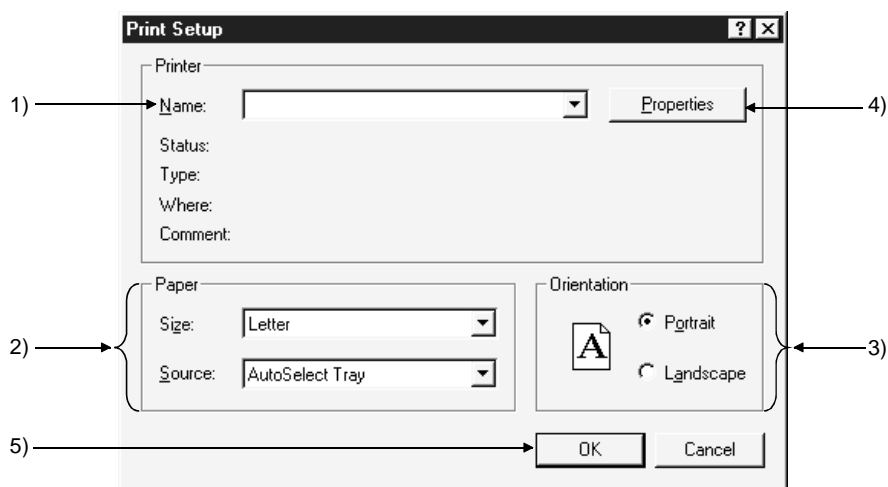 Print Setup
Printer
1) Name: Properties 4)
Status:
Type:
Where:
Comment:
Paper Orientation
Size: Letter Portrait
2) 3)
Source: AutoSelect Tray Landscape
A
5) OK Cancel